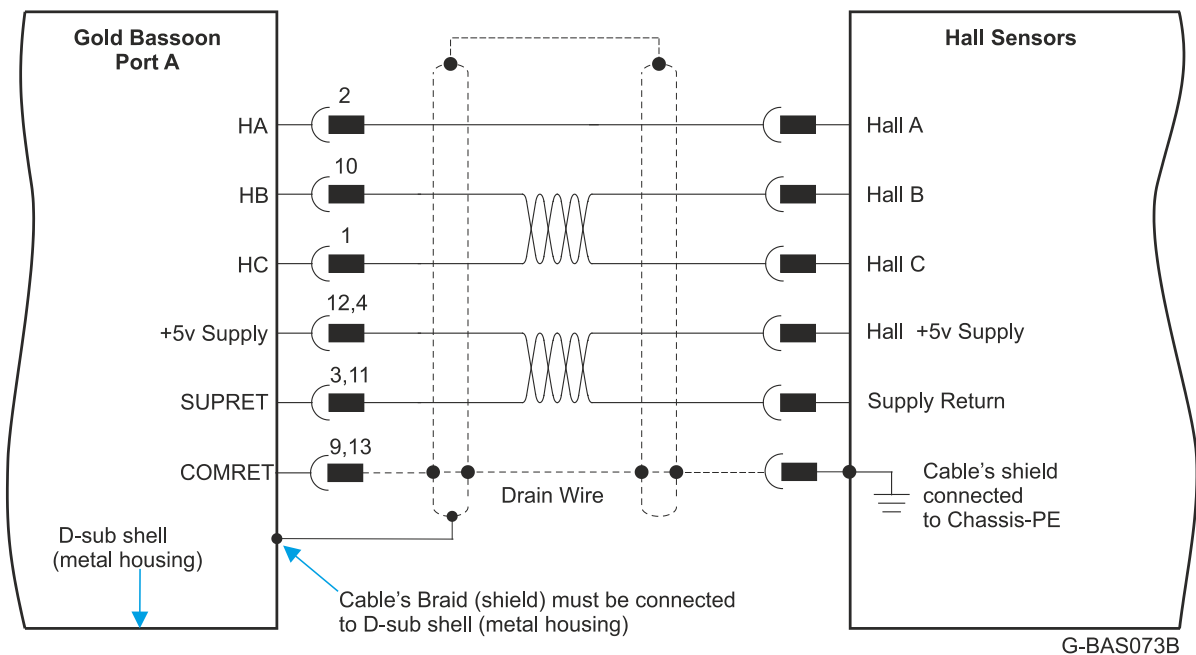 Gold Bassoon
Port A
Hall Sensors
2
HA
Hall A
10
HB
Hall B
1
HC
Hall C
12,4
+5v Supply
Hall +5v Supply
3,11
SUPRET
Supply Return
9,13
COMRET
Drain Wire
Cable's shield
connected
to Chassis-PE
D-sub shell
(metal housing)
Cable's Braid (shield) must be connected
to D-sub shell (metal housing)
G-BAS073B